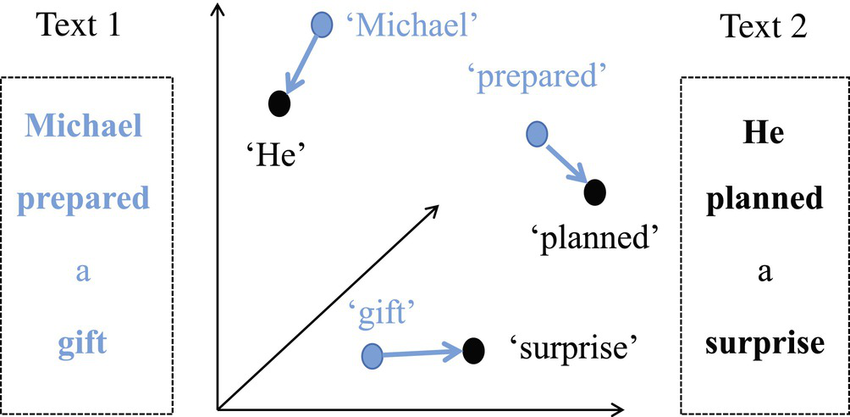 Text 1
Michael
prepared
a
gift
‘Michael’
‘He’
‘prepared’
‘planned’
‘gift’
‘surprise’
Text 2
He
planned
a
surprise